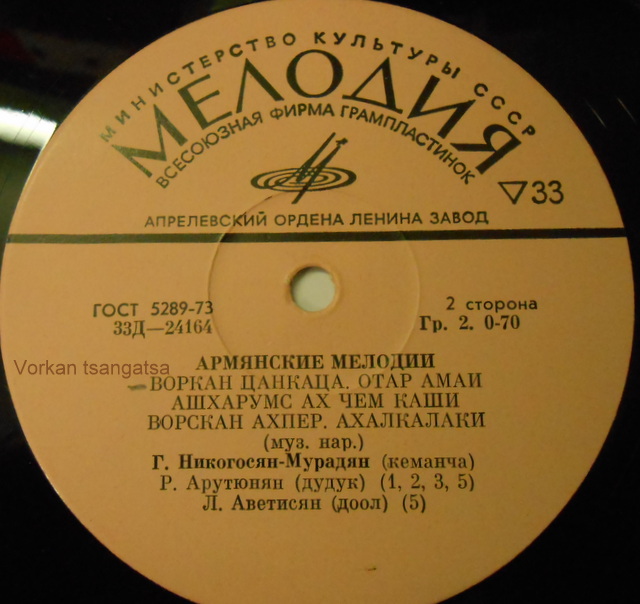 МИНИСТЕРСТВО КУЛЬТУРЫ СССР
МЕЛОДИЯ
ВСЕСОЮЗНАЯ ФИРМА ГРАМПЛАСТИНОК
33
АПРЕЛЕВСКИЙ ОРДЕНА ЛЕНИНА ЗАВОД
ГОСТ 5289-73
33Д—24164
2 сторона
Гр. 2. 0-70
Vorkan tsangatsa
АРМЯНСКИЕ МЕЛОДИИ
ВОРКАН ЦАНКАЦА. ОТАР АМАИ
АШХАРУМС АХ ЧЕМ КАШИ
ВОРСКАН АХПЕР. АХАЛКАЛАКИ
(муз. нар.)
Г. Никогосян-Мурадян (кеманча)
Р. Арутюнян (дудук) (1, 2, 3, 5)
Л. Аветисян (доол) (5)